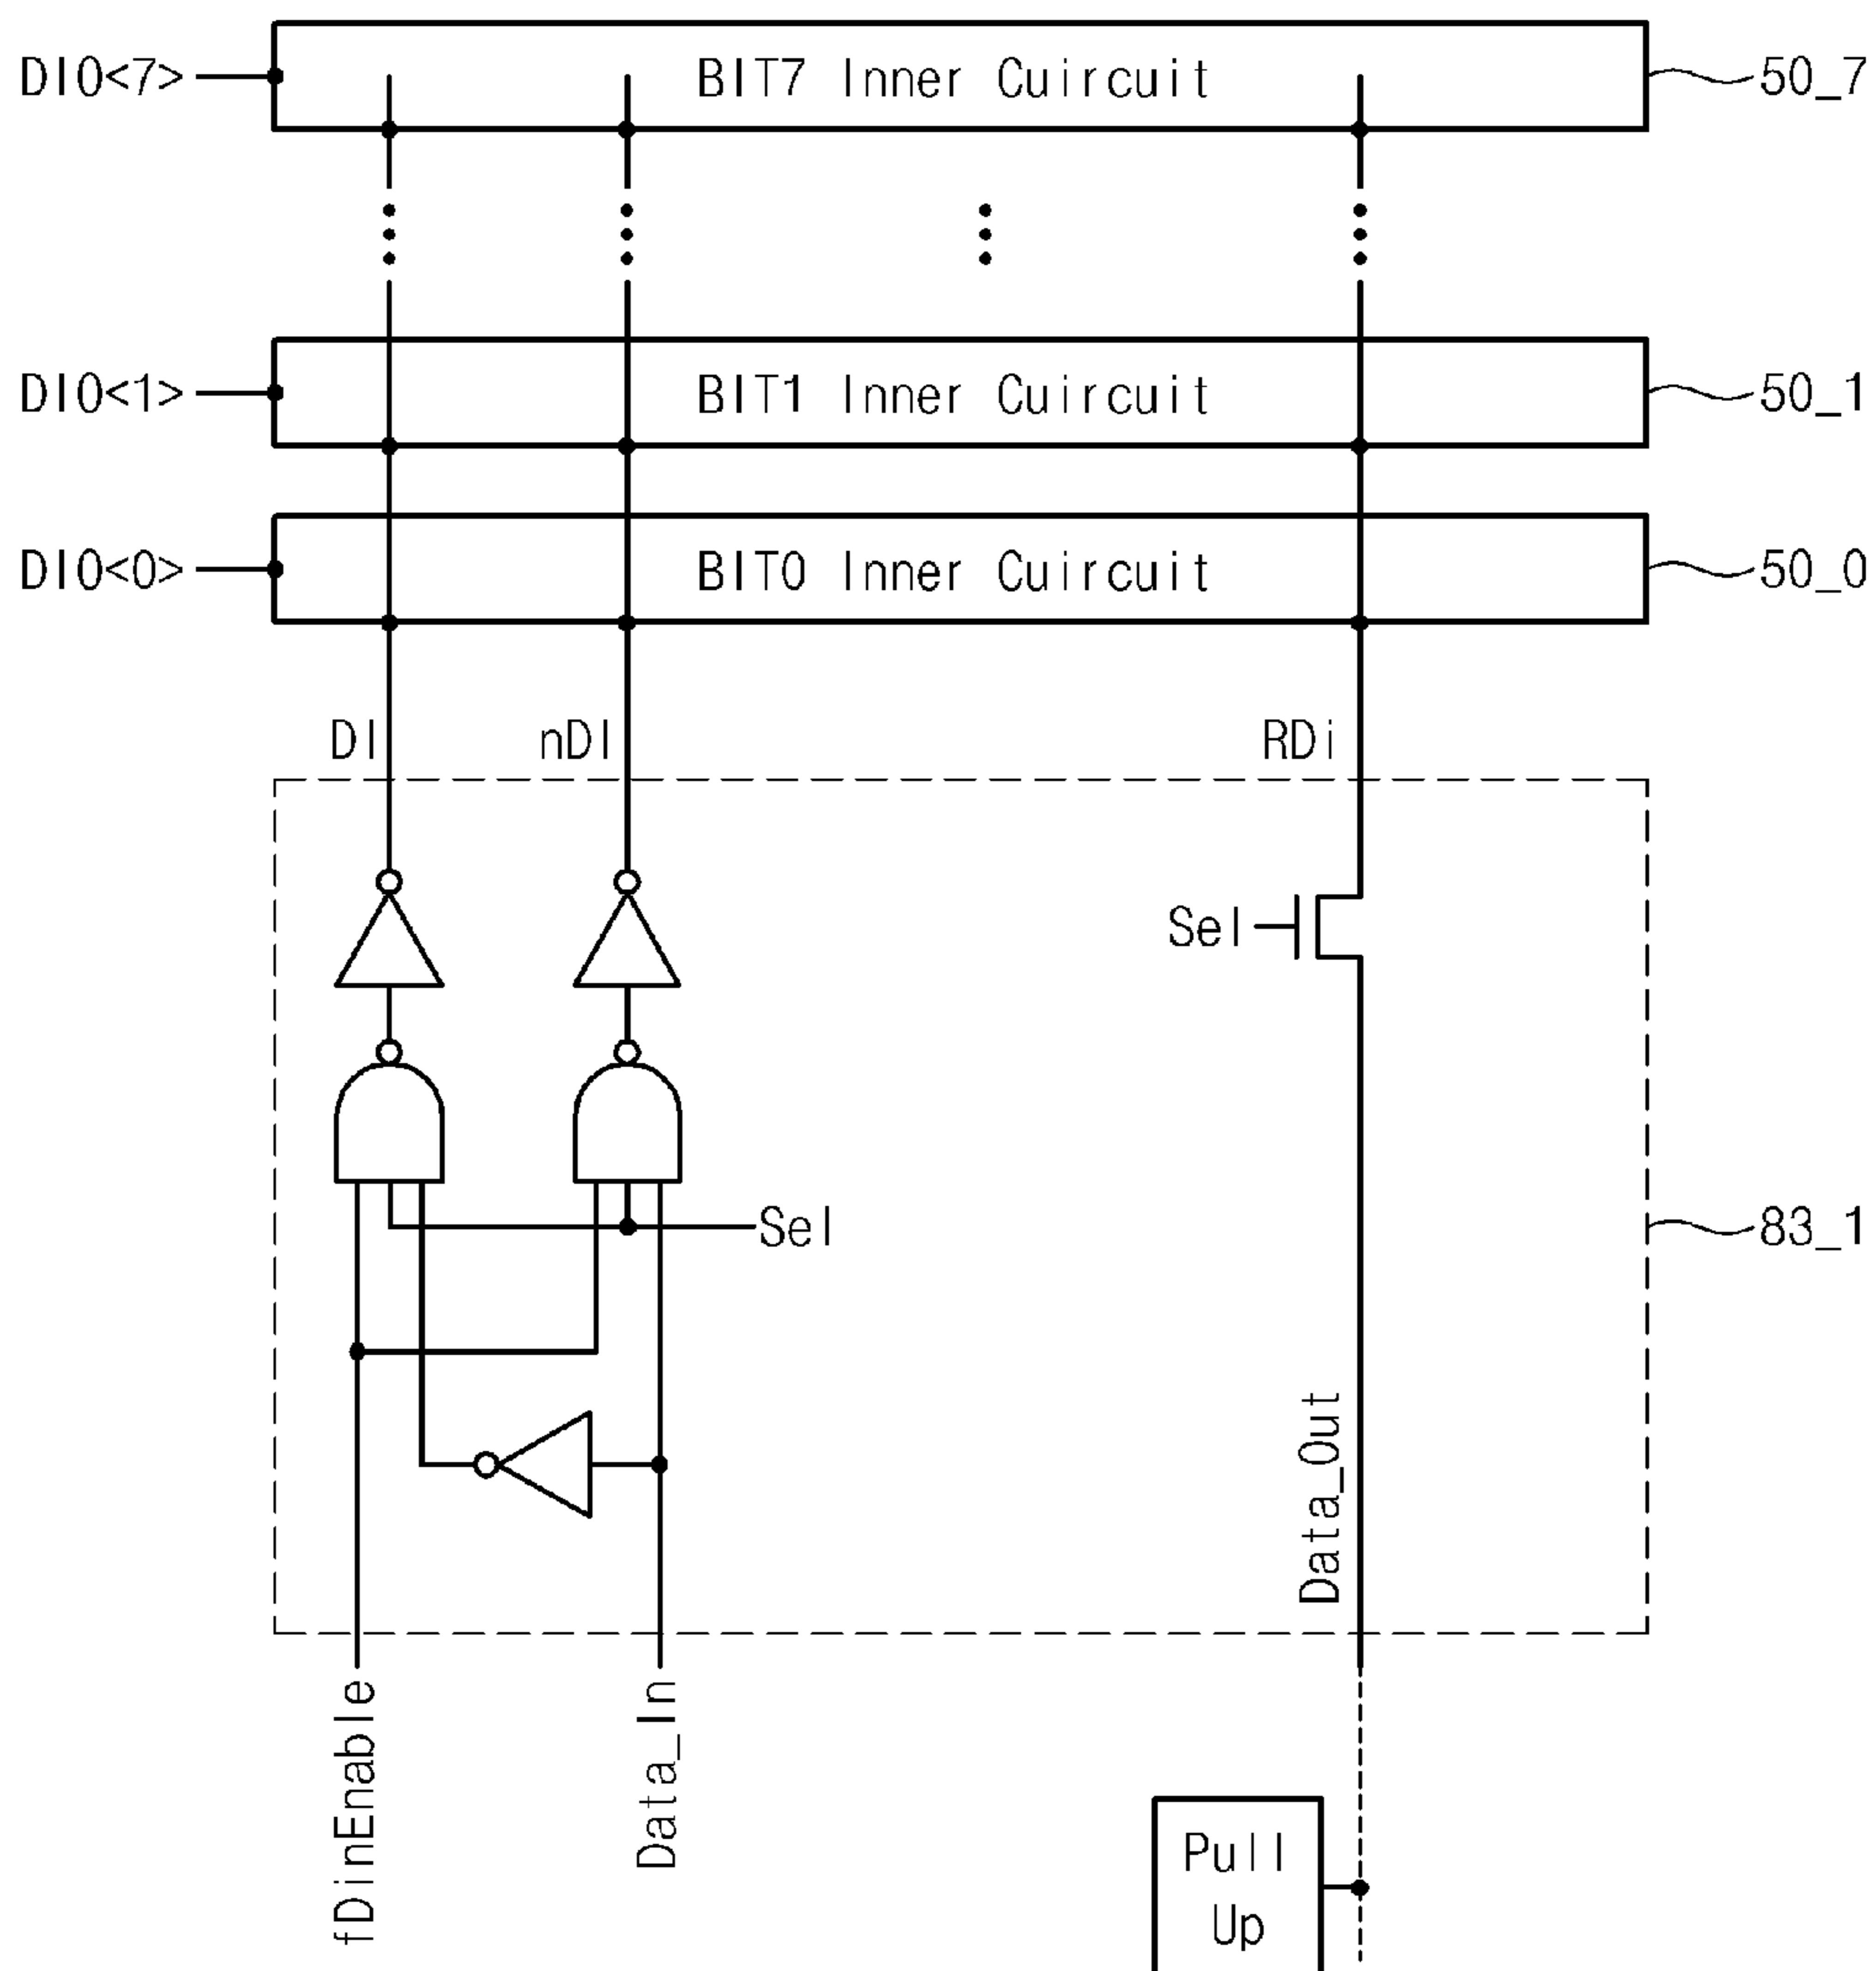 DIO<7>
BIT7 Inner Cuircuit
50_7
DIO<1>
BIT1 Inner Cuircuit
50_1
DIO<0>
BIT0 Inner Cuircuit
50_0
DI
nDI
RDi
Sel
Sel
83_1
Data_Out
fDinEnable
Data_In
Pull
Up